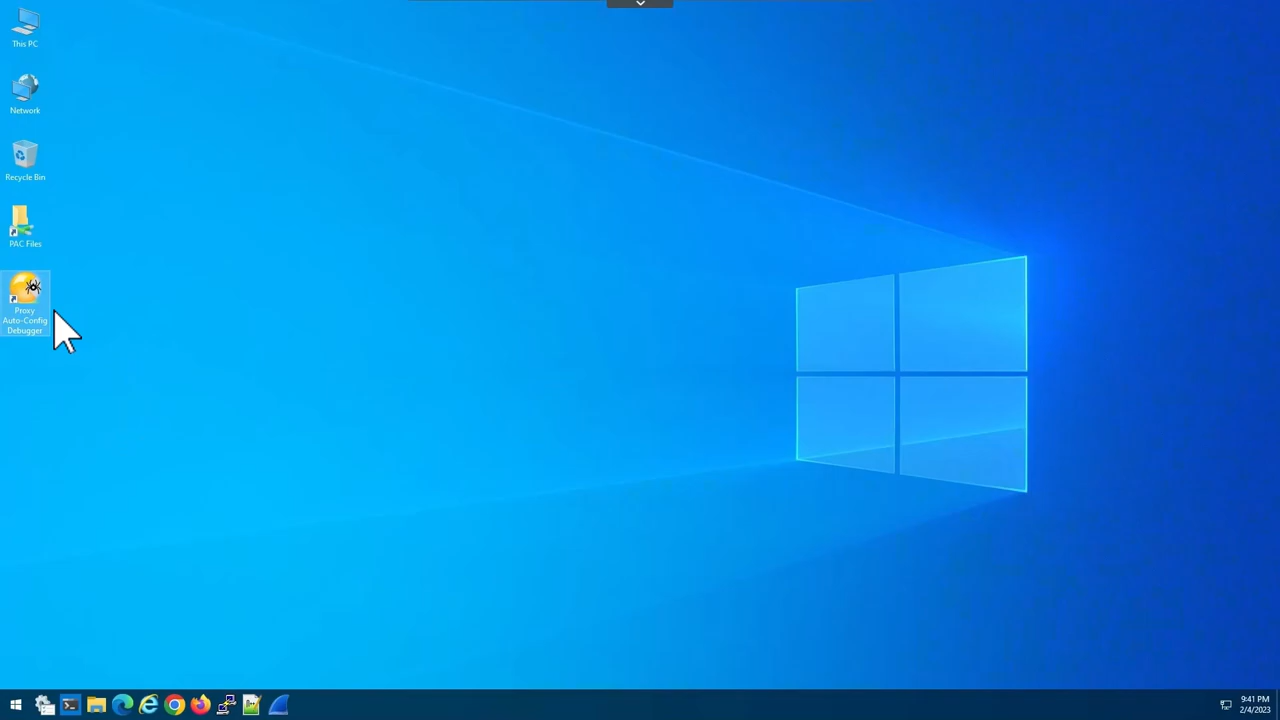 This PC
Network
Recycle Bin
PAC Files
Proxy
Auto-Config
Debugger
9:41 PM
2/4/2023